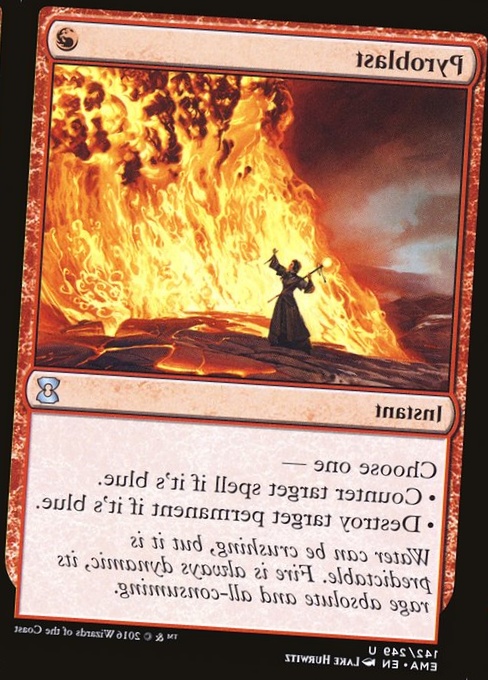 Pyroblast
Instant
Choose one —
• Counter target spell if it's blue.
• Destroy target permanent if it's blue.
Water can be crushing, but it is
predictable. Fire is always dynamic, its
rage absolute and all-consuming.
142/249 U
EMA • EN LAKE HURWITZ
™ & © 2016 Wizards of the Coast